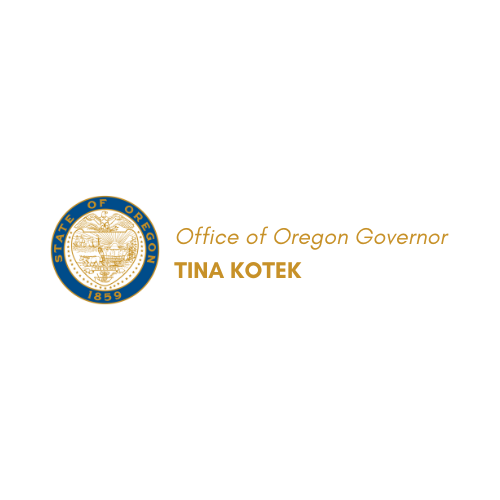 STATE OF OREGON
1859
Office of Oregon Governor
TINA KOTEK